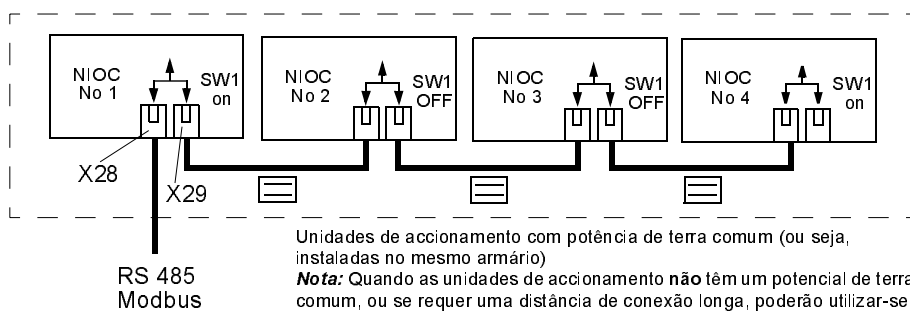 NIOC
No 1
SW1
on
NIOC
No 2
SW1
OFF
NIOC
No 3
SW1
OFF
NIOC
No 4
SW1
on
X28
X29
RS 485
Modbus
Unidades de accionamento com potência de terra comum (ou seja,
instaladas no mesmo armário)
Nota: Quando as unidades de accionamento não têm um potencial de terra
comum, ou se requer uma distância de conexão longa, poderão utilizar-se